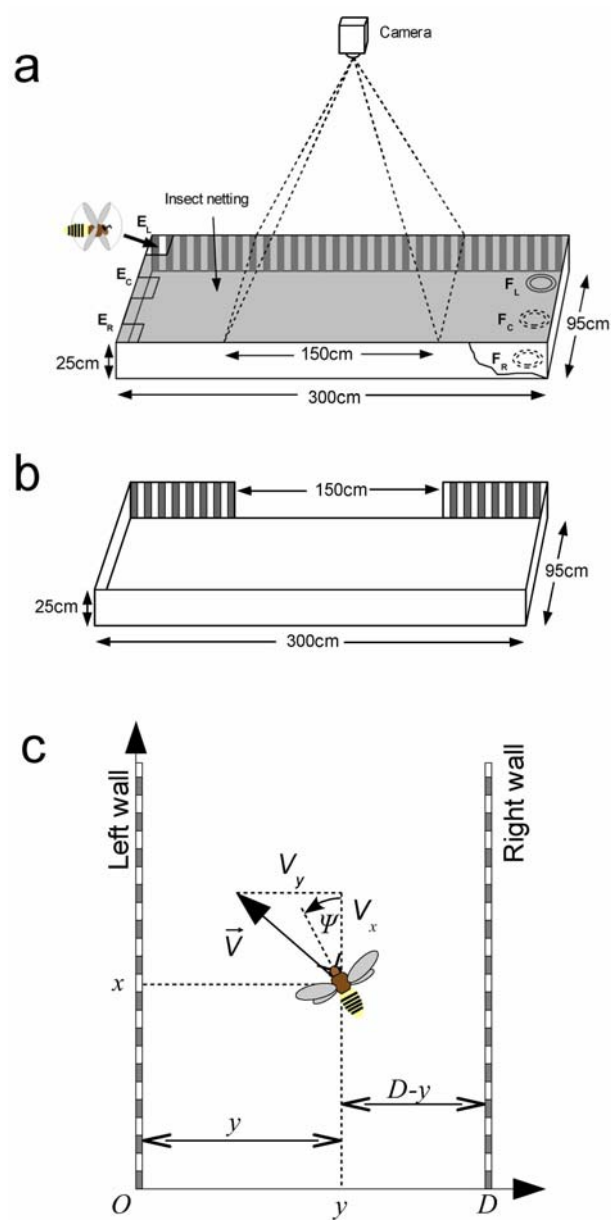 a
Camera
Insect netting
E_L
E_C
E_R
F_L
F_C
F_R
150cm
95cm
25cm
300cm
b
150cm
95cm
25cm
300cm
c
Left wall
Right wall
V_y
V_x
Ψ
V⃗
x
D-y
y
O
y
D